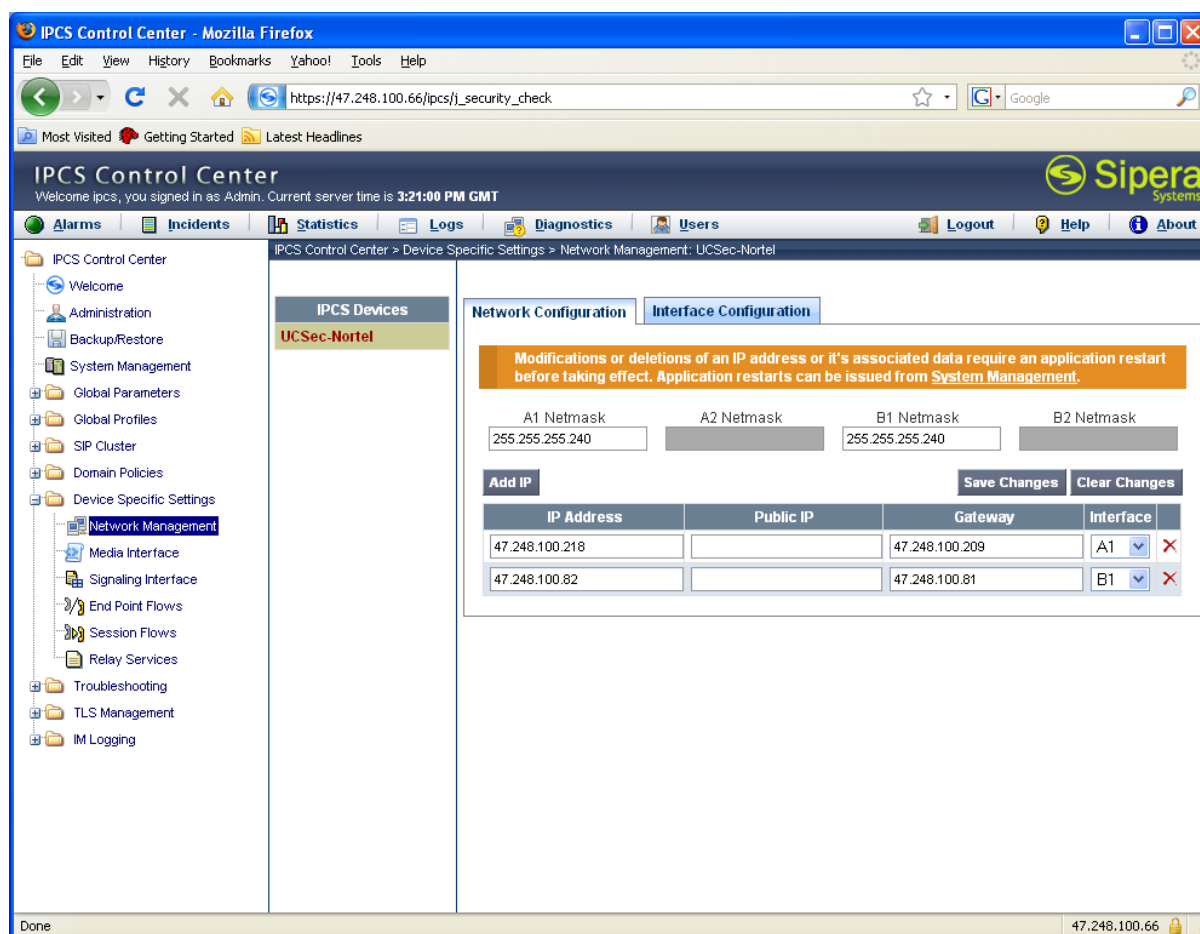 IPCS Control Center - Mozilla Firefox
File Edit View History Bookmarks Yahoo! Tools Help
https://47.248.100.66/ipcs/j_security_check
G Google
Most Visited Getting Started Latest Headlines
IPCS Control Center
Welcome ipcs, you signed in as Admin. Current server time is 3:21:00 PM GMT
Sipera
Systems
Alarms Incidents Statistics Logs Diagnostics Users Logout Help About
IPCS Control Center > Device Specific Settings > Network Management: UCSec-Nortel
IPCS Control Center
Welcome
Administration
Backup/Restore
System Management
Global Parameters
Global Profiles
SIP Cluster
Domain Policies
Device Specific Settings
Network Management
Media Interface
Signaling Interface
End Point Flows
Session Flows
Relay Services
Troubleshooting
TLS Management
IM Logging
IPCS Devices
UCSec-Nortel
Network Configuration Interface Configuration
Modifications or deletions of an IP address or it's associated data require an application restart
before taking effect. Application restarts can be issued from System Management.
A1 Netmask A2 Netmask B1 Netmask B2 Netmask
255.255.255.240 255.255.255.240
Add IP Save Changes Clear Changes
IP Address Public IP Gateway Interface
47.248.100.218 47.248.100.209 A1
47.248.100.82 47.248.100.81 B1
Done 47.248.100.66